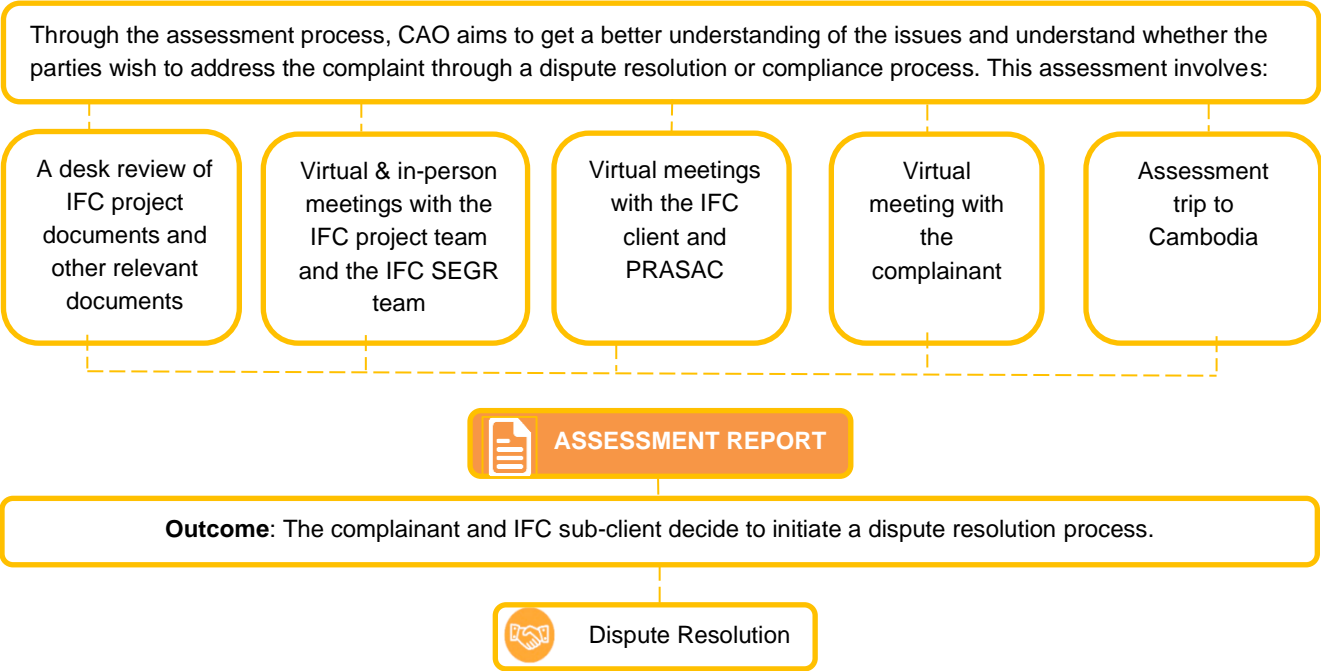 Through the assessment process, CAO aims to get a better understanding of the issues and understand whether the
parties wish to address the complaint through a dispute resolution or compliance process. This assessment involves:
A desk review of
IFC project
documents and
other relevant
documents
Virtual & in-person
meetings with the
IFC project team
and the IFC SEGR
team
Virtual meetings
with the IFC
client and
PRASAC
Virtual
meeting with
the
complainant
Assessment
trip to
Cambodia
ASSESSMENT REPORT
Outcome: The complainant and IFC sub-client decide to initiate a dispute resolution process.
Dispute Resolution